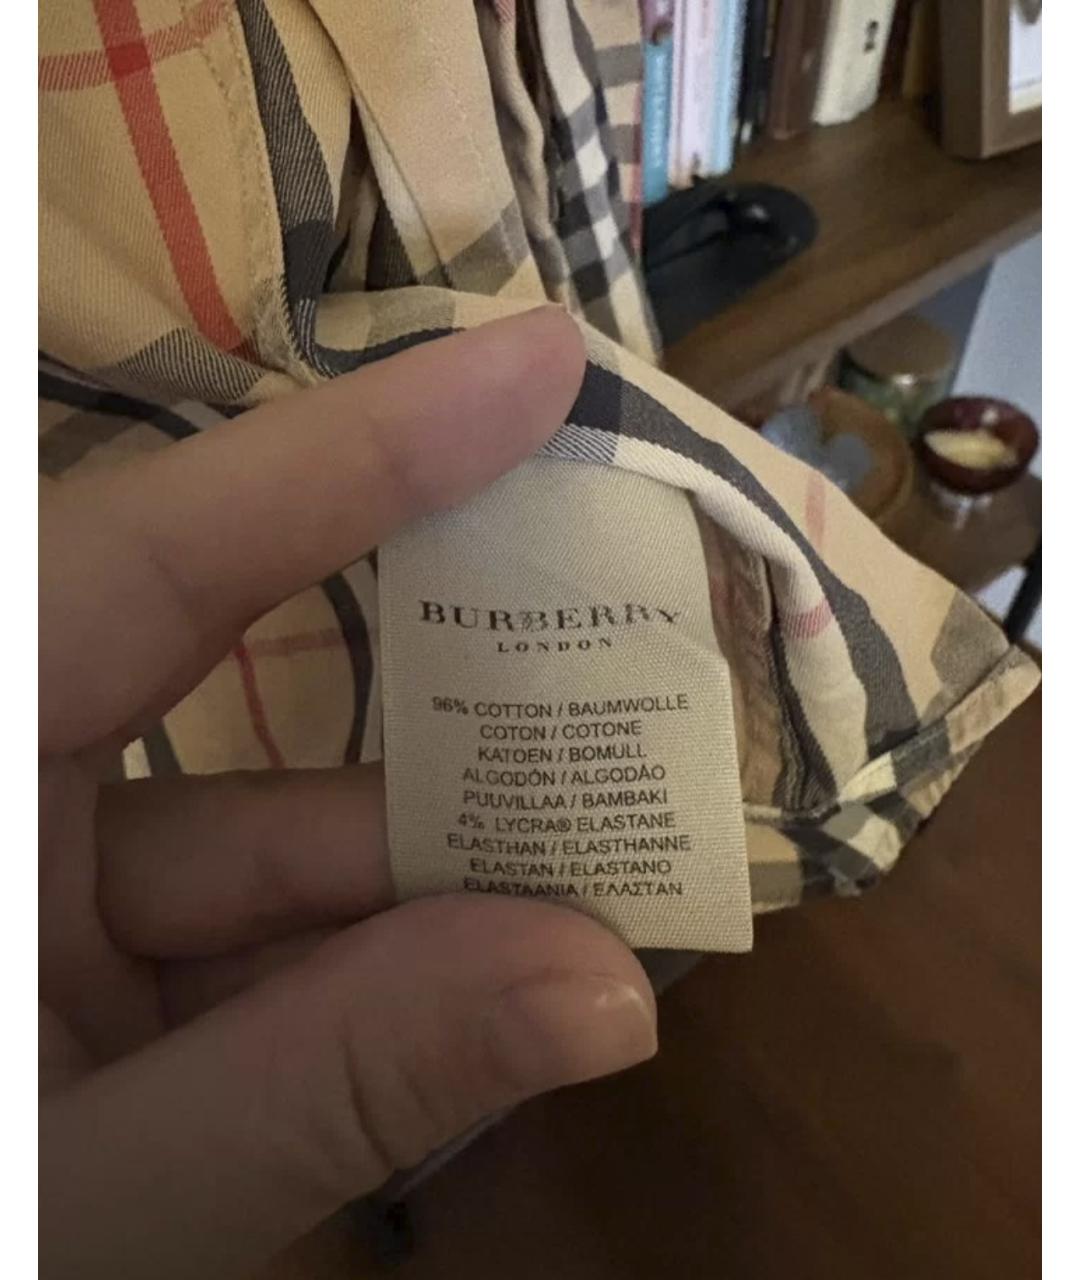 BURBERRY
LONDON
96% COTTON / BAUMWOLLE
COTON / COTONE
KATOEN / BOMULL
ALGODÓN / ALGODÃO
PUUVILLAA / BAMBAKI
4% LYCRA® ELASTANE
ELASTHAN / ELASTHANNE
ELASTAN / ELASTANO
ELASTAANIA / ΕΛΑΣΤΑΝ